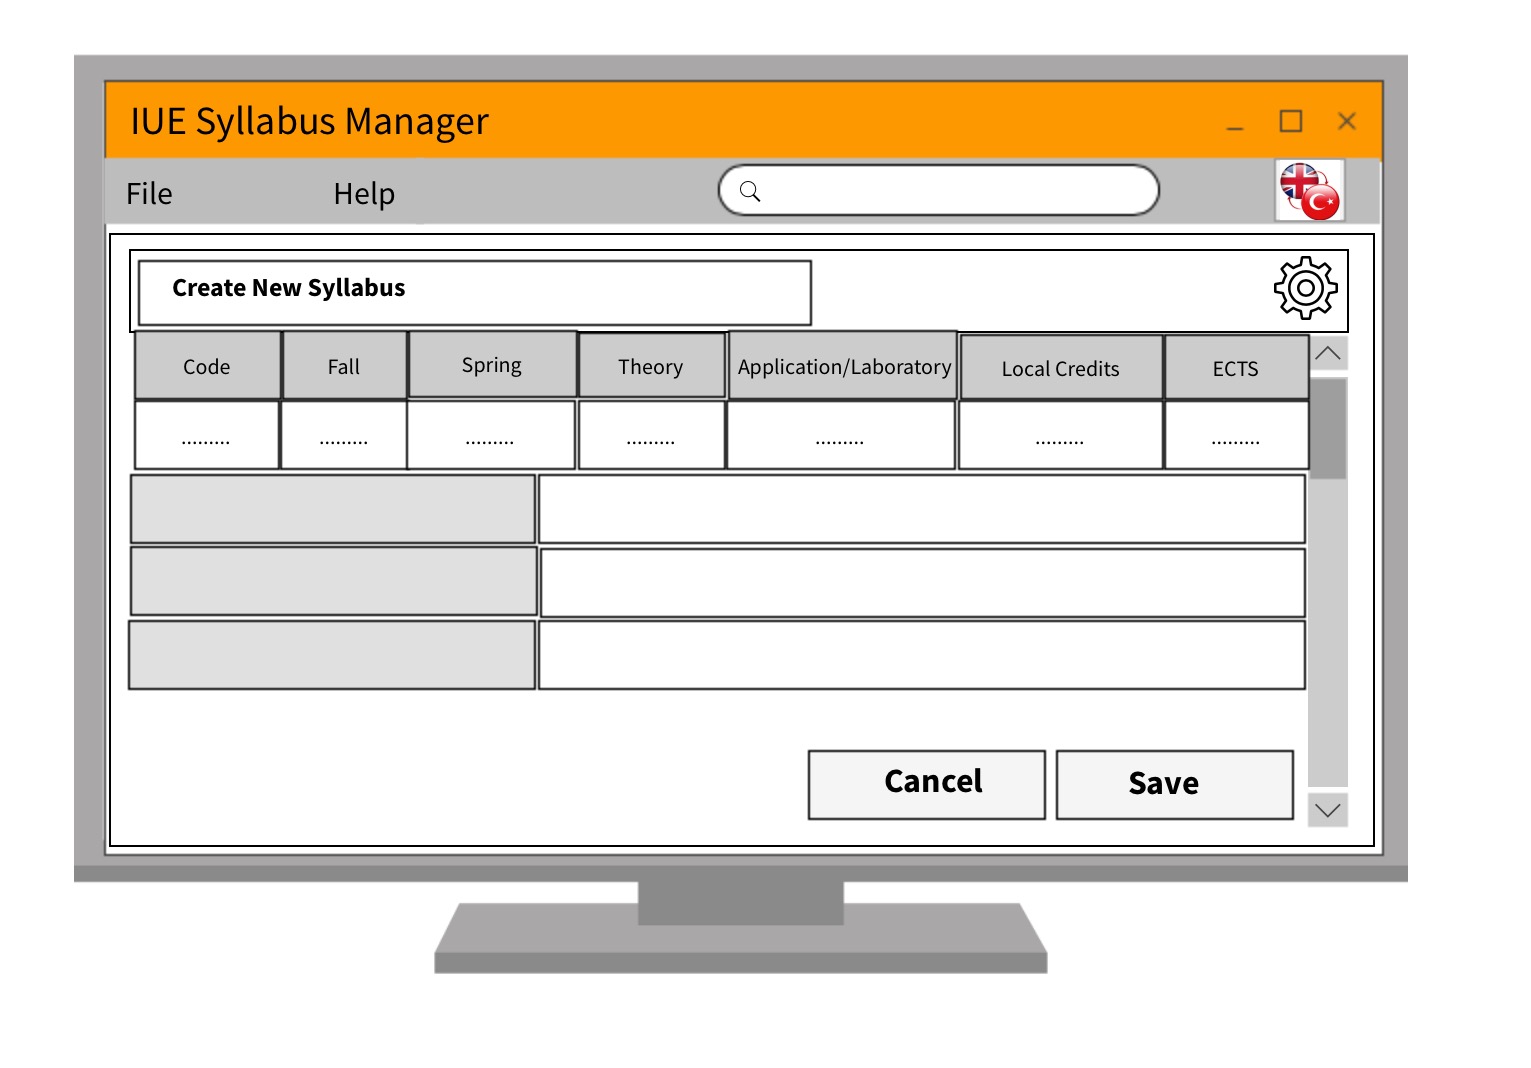 IUE Syllabus Manager
File Help
Create New Syllabus
Code Fall Spring Theory Application/Laboratory Local Credits ECTS
......... ......... ......... ......... ......... ......... .........
Cancel Save